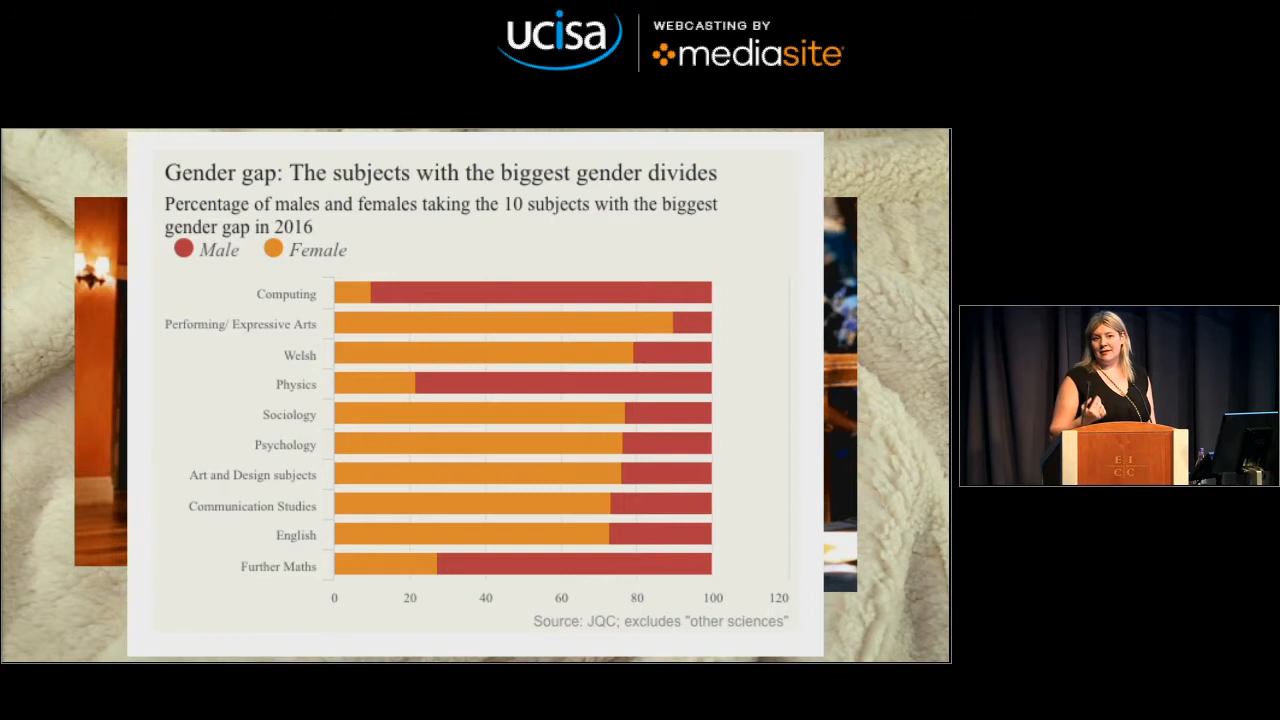 ucisa
WEBCASTING BY
mediasite
Gender gap: The subjects with the biggest gender divides
Percentage of males and females taking the 10 subjects with the biggest
gender gap in 2016
Male Female
Computing
Performing/ Expressive Arts
Welsh
Physics
Sociology
Psychology
Art and Design subjects
Communication Studies
English
Further Maths
0 20 40 60 80 100 120
Source: JQC; excludes "other sciences"
E I
C C